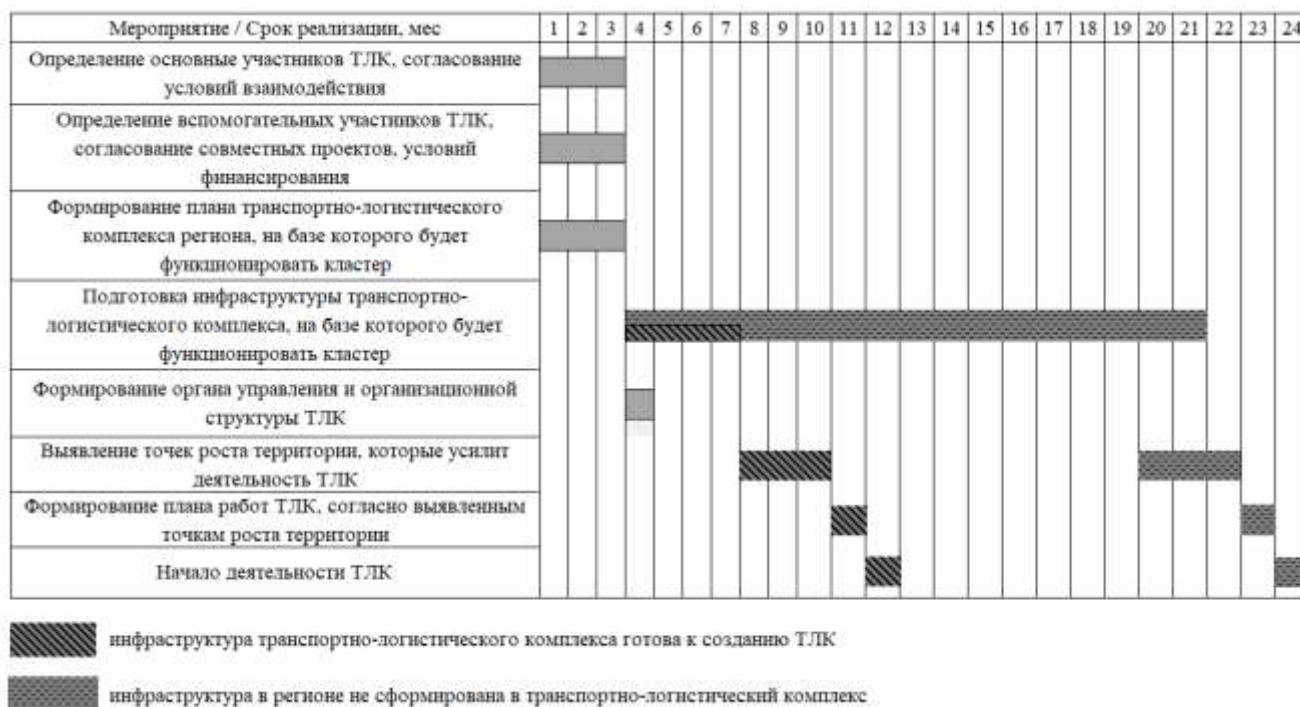 Мероприятие / Срок реализации, мес 1 2 3 4 5 6 7 8 9 10 11 12 13 14 15 16 17 18 19 20 21 22 23 24
Определение основные участников ТЛК, согласование
условий взаимодействия
Определение вспомогательных участников ТЛК,
согласование совместных проектов, условий
финансирования
Формирование плана транспортно-логистического
комплекса региона, на базе которого будет
функционировать кластер
Подготовка инфраструктуры транспортно-
логистического комплекса, на базе которого будет
функционировать кластер
Формирование органа управления и организационной
структуры ТЛК
Выявление точек роста территории, которые усилит
деятельность ТЛК
Формирование плана работ ТЛК, согласно выявленным
точкам роста территории
Начало деятельности ТЛК
инфраструктура транспортно-логистического комплекса готова к созданию ТЛК
инфраструктура в регионе не сформирована в транспортно-логистический комплекс